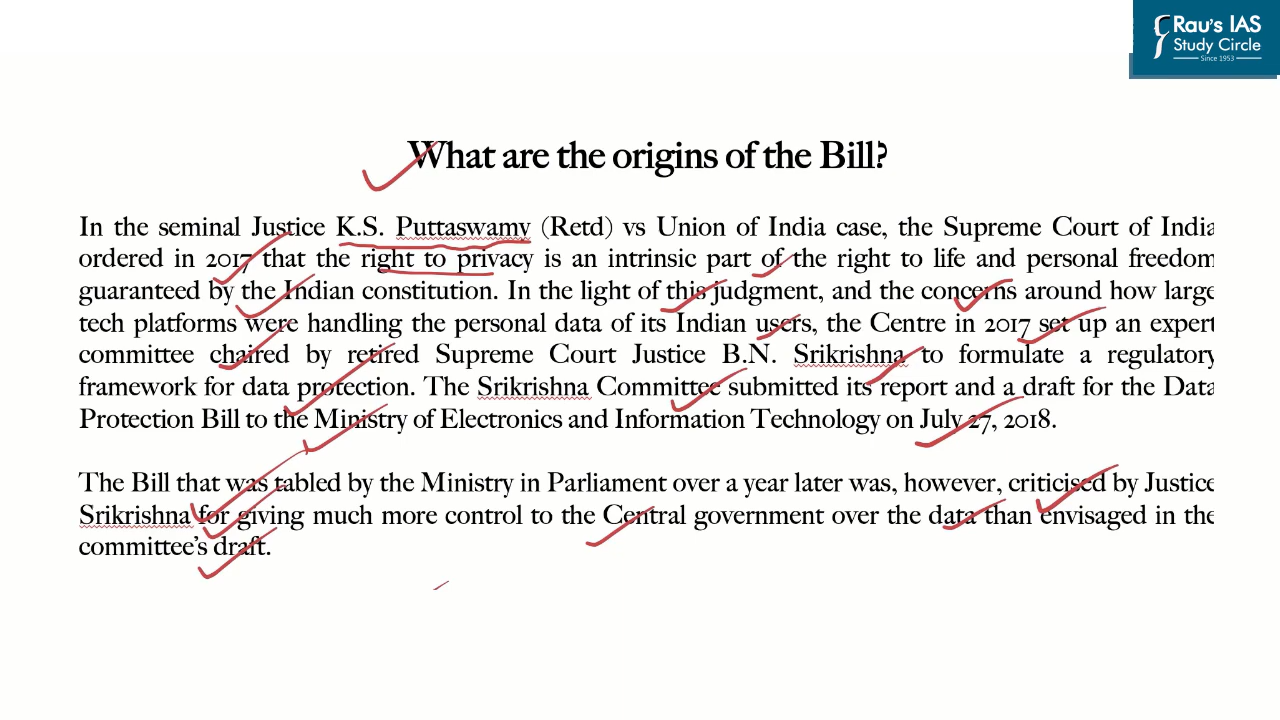 Rau's IAS
Study Circle
Since 1953
What are the origins of the Bill?
In the seminal Justice K.S. Puttaswamy (Retd) vs Union of India case, the Supreme Court of India
ordered in 2017 that the right to privacy is an intrinsic part of the right to life and personal freedom
guaranteed by the Indian constitution. In the light of this judgment, and the concerns around how large
tech platforms were handling the personal data of its Indian users, the Centre in 2017 set up an expert
committee chaired by retired Supreme Court Justice B.N. Srikrishna to formulate a regulatory
framework for data protection. The Srikrishna Committee submitted its report and a draft for the Data
Protection Bill to the Ministry of Electronics and Information Technology on July 27, 2018.
The Bill that was tabled by the Ministry in Parliament over a year later was, however, criticised by Justice
Srikrishna for giving much more control to the Central government over the data than envisaged in the
committee's draft.